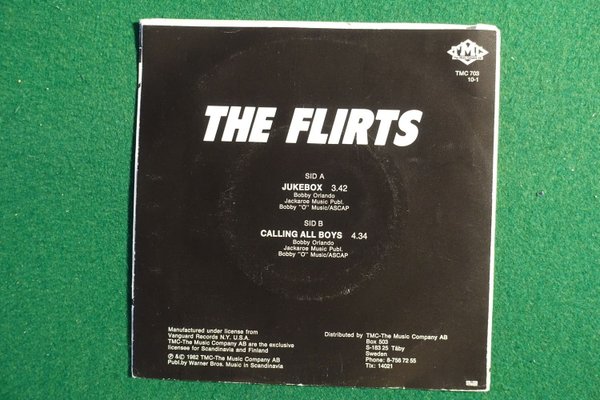 TMC
TMC 703
10-1
THE FLIRTS
SID A
JUKEBOX 3.42
Bobby Orlando
Jackaroe Music Publ.
Bobby "O" Music/ASCAP
SID B
CALLING ALL BOYS 4.34
Bobby Orlando
Jackaroe Music Publ.
Bobby "O" Music/ASCAP
Manufactured under license from
Vanguard Records N.Y. U.S.A.
TMC-The Music Company AB are the exclusive
licensee for Scandinavia and Finland
℗ &© 1982 TMC-The Music Company AB
Publ.by Warner Bros. Music in Scandinavia
Distributed by TMC-The Music Company AB
Box 503
S-183 25 Täby
Sweden
Phone: 8-756 72 55
Tlx: 14021